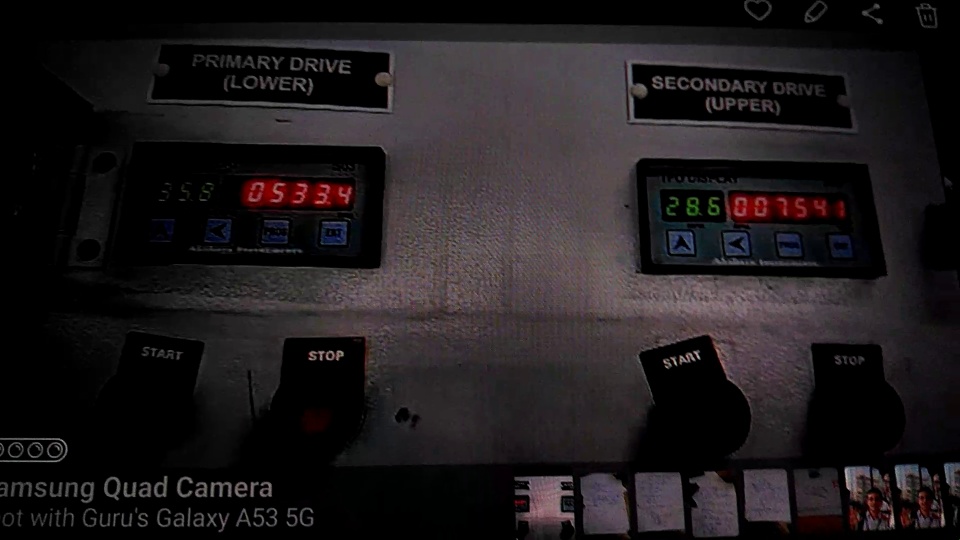 PRIMARY DRIVE
(LOWER)
SECONDARY DRIVE
(UPPER)
35.8 0533.4
28.6 007541
START
STOP
START
STOP
amsung Quad Camera
ot with Guru's Galaxy A53 5G